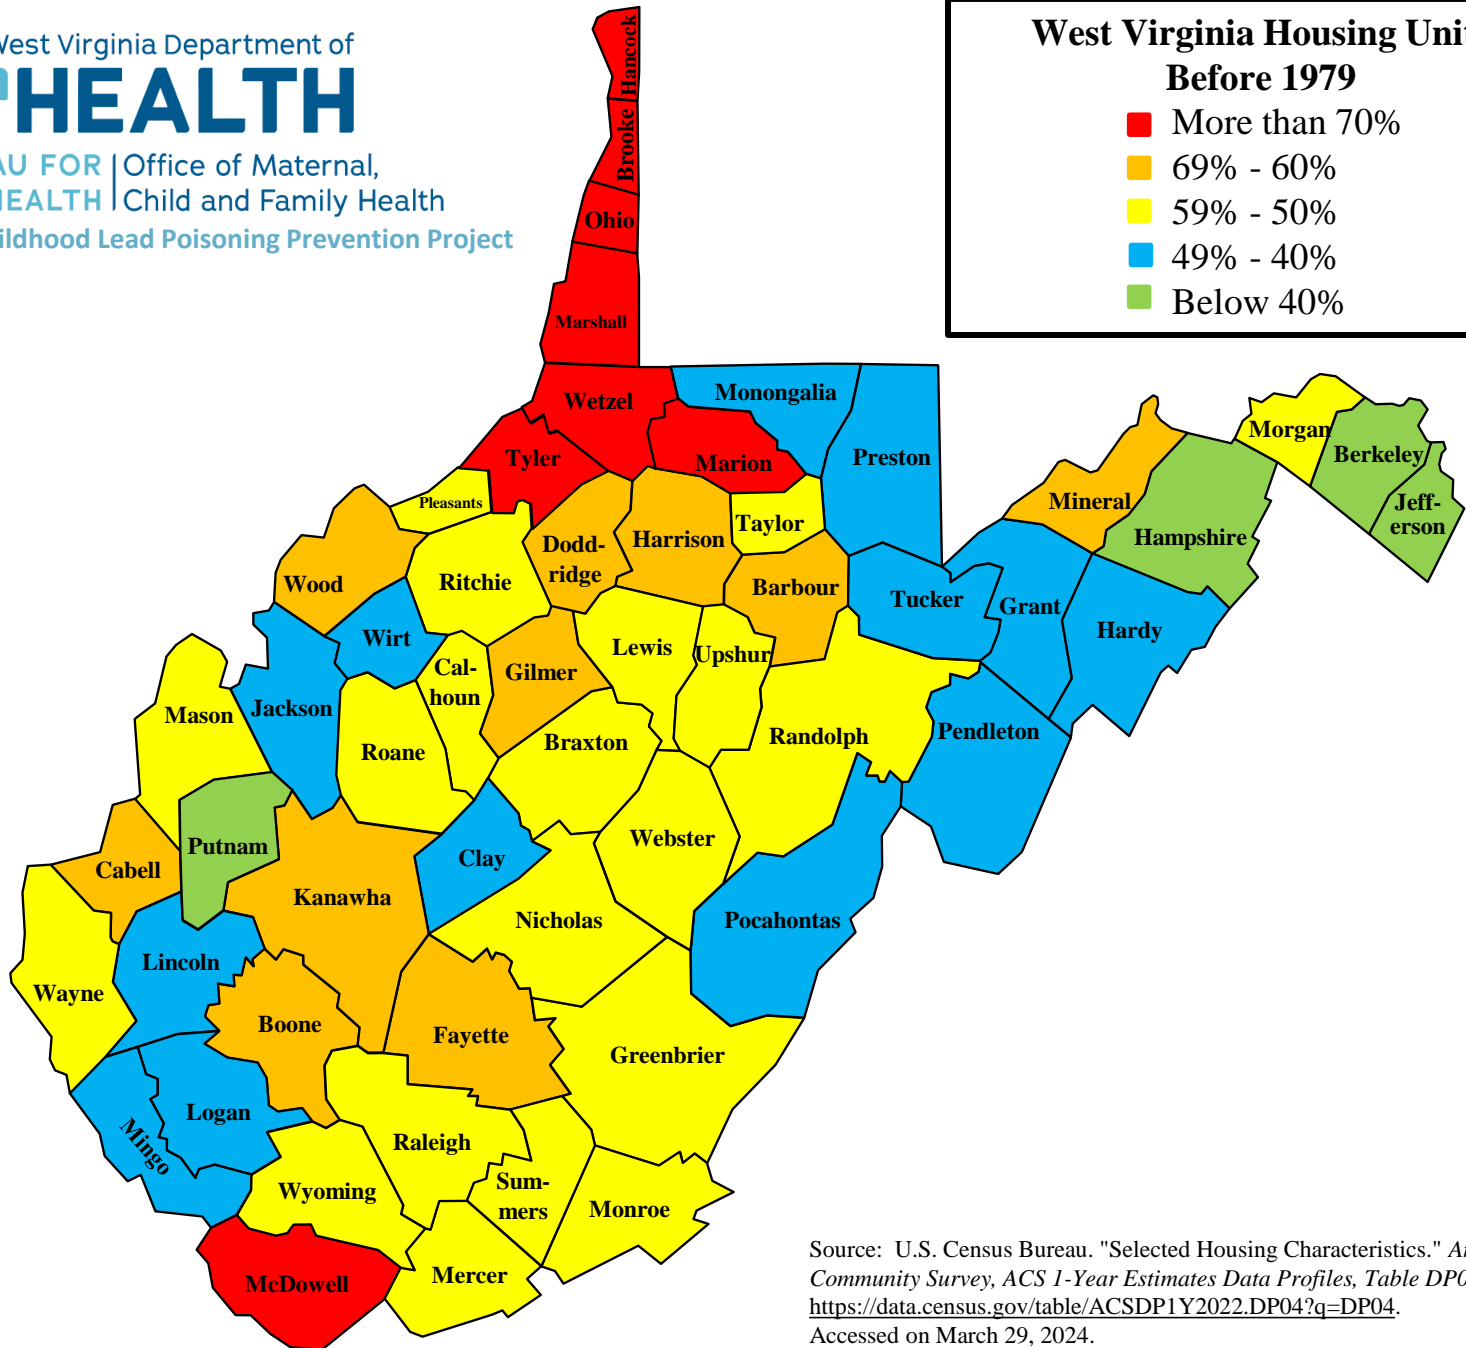 West Virginia Department of
HEALTH
AU FOR
HEALTH
Office of Maternal,
Child and Family Health
ildhood Lead Poisoning Prevention Project
West Virginia Housing Unit
Before 1979
More than 70%
69% - 60%
59% - 50%
49% - 40%
Below 40%
Hancock
Brooke
Ohio
Marshall
Wetzel
Monongalia
Tyler
Marion
Preston
Morgan
Berkeley
Jeff-
erson
Mineral
Hampshire
Pleasants
Taylor
Dodd-
ridge
Harrison
Wood
Ritchie
Barbour
Tucker
Grant
Hardy
Wirt
Lewis
Upshur
Cal-
houn
Gilmer
Mason
Jackson
Roane
Braxton
Randolph
Pendleton
Putnam
Webster
Cabell
Clay
Kanawha
Nicholas
Pocahontas
Lincoln
Wayne
Boone
Fayette
Greenbrier
Logan
Mingo
Raleigh
Wyoming
Sum-
mers
Monroe
McDowell
Mercer
Source: U.S. Census Bureau. "Selected Housing Characteristics."
Community Survey, ACS 1-Year Estimates Data Profiles, Table DP0
https://data.census.gov/table/ACSDP1Y2022.DP04?q=DP04.
Accessed on March 29, 2024.